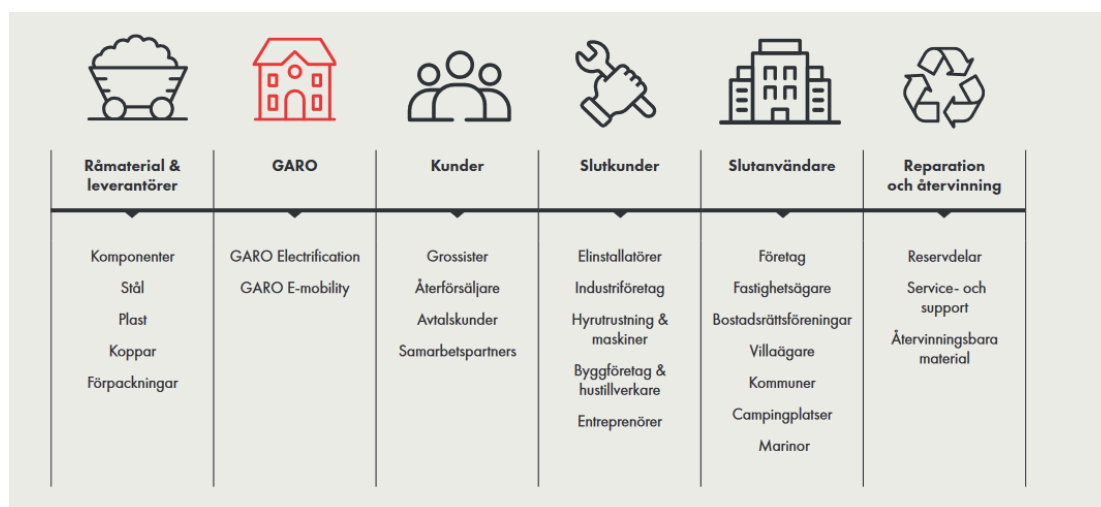 Råmaterial &
leverantörer
Komponenter
Stål
Plast
Koppar
Förpackningar
GARO
GARO Electrification
GARO E-mobility
Kunder
Grossister
Återförsäljare
Avtalskunder
Samarbetspartners
Slutkunder
Elinstallatörer
Industriföretag
Hyrutrustning &
maskiner
Byggföretag &
hustillverkare
Entreprenörer
Slutanvändare
Företag
Fastighetsägare
Bostadsrättsföreningar
Villaägare
Kommuner
Campingplatser
Marinor
Reparation
och återvinning
Reservdelar
Service- och
support
Återvinningsbara
material